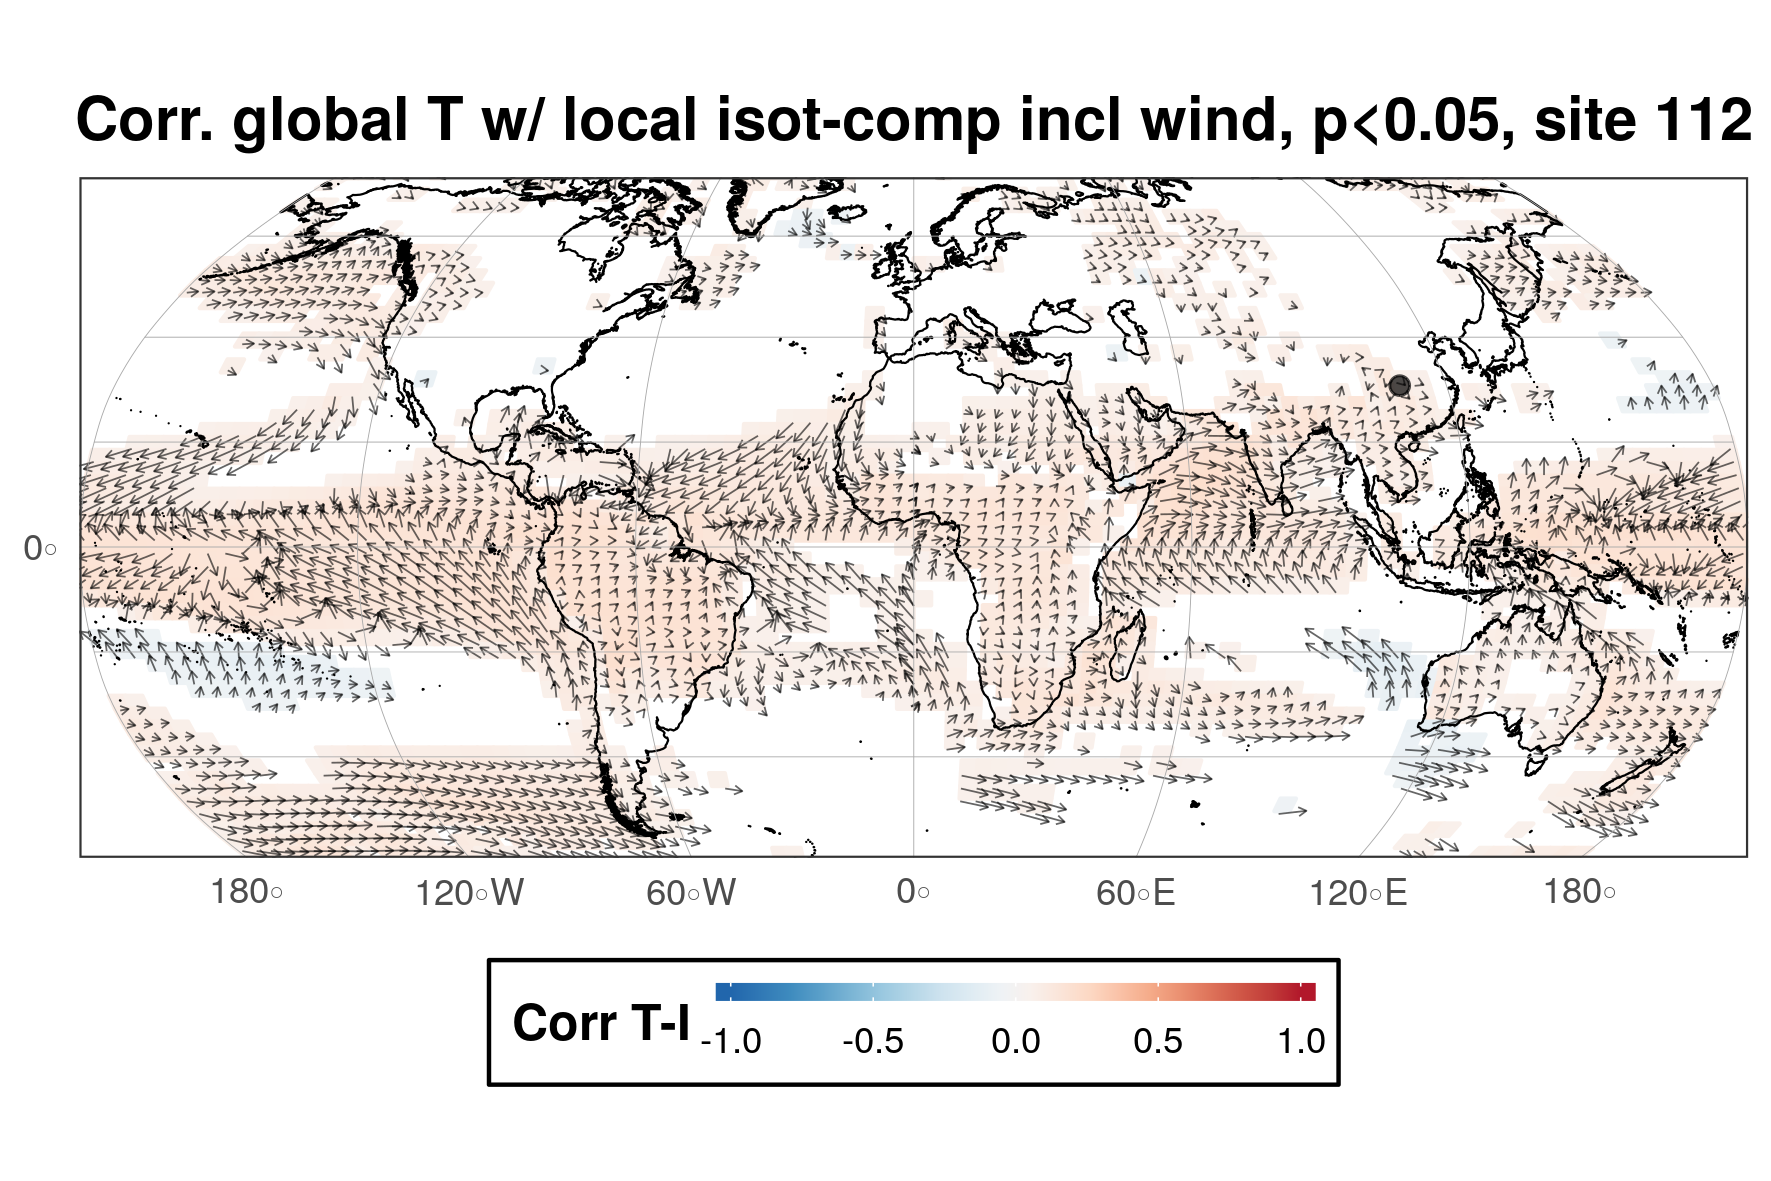 Corr. global T w/ local isot-comp incl wind, p<0.05, site 112
0°
180° 120°W 60°W 0° 60°E 120°E 180°
Corr T-I
-1.0 -0.5 0.0 0.5 1.0